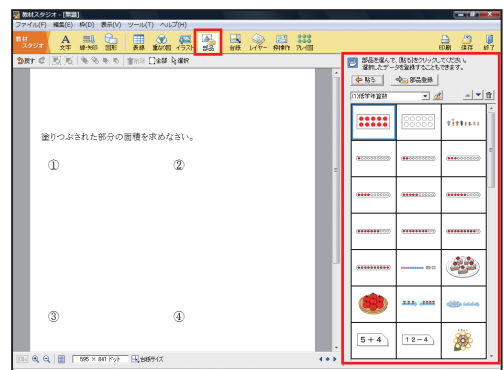 教材スタジオ - [無題]
ファイル(F) 編集(E) 枠(D) 表示(V) ツール(T) ヘルプ(H)
教材
スタジオ
文字 線・矢印 図形 表・線 重なり図 イラスト 部品 台紙 レイヤー 枠操作 プレイ図 印刷 保存 終了
戻す 全部 選択
部品を選んで、[貼る]をクリックしてください。
選択したデータを登録することもできます。
貼る 部品登録
(1)低学年算数
塗りつぶされた部分の面積を求めなさい。
① ②
③ ④
5+4 12-4
595 × 841 ドット 台紙サイズ